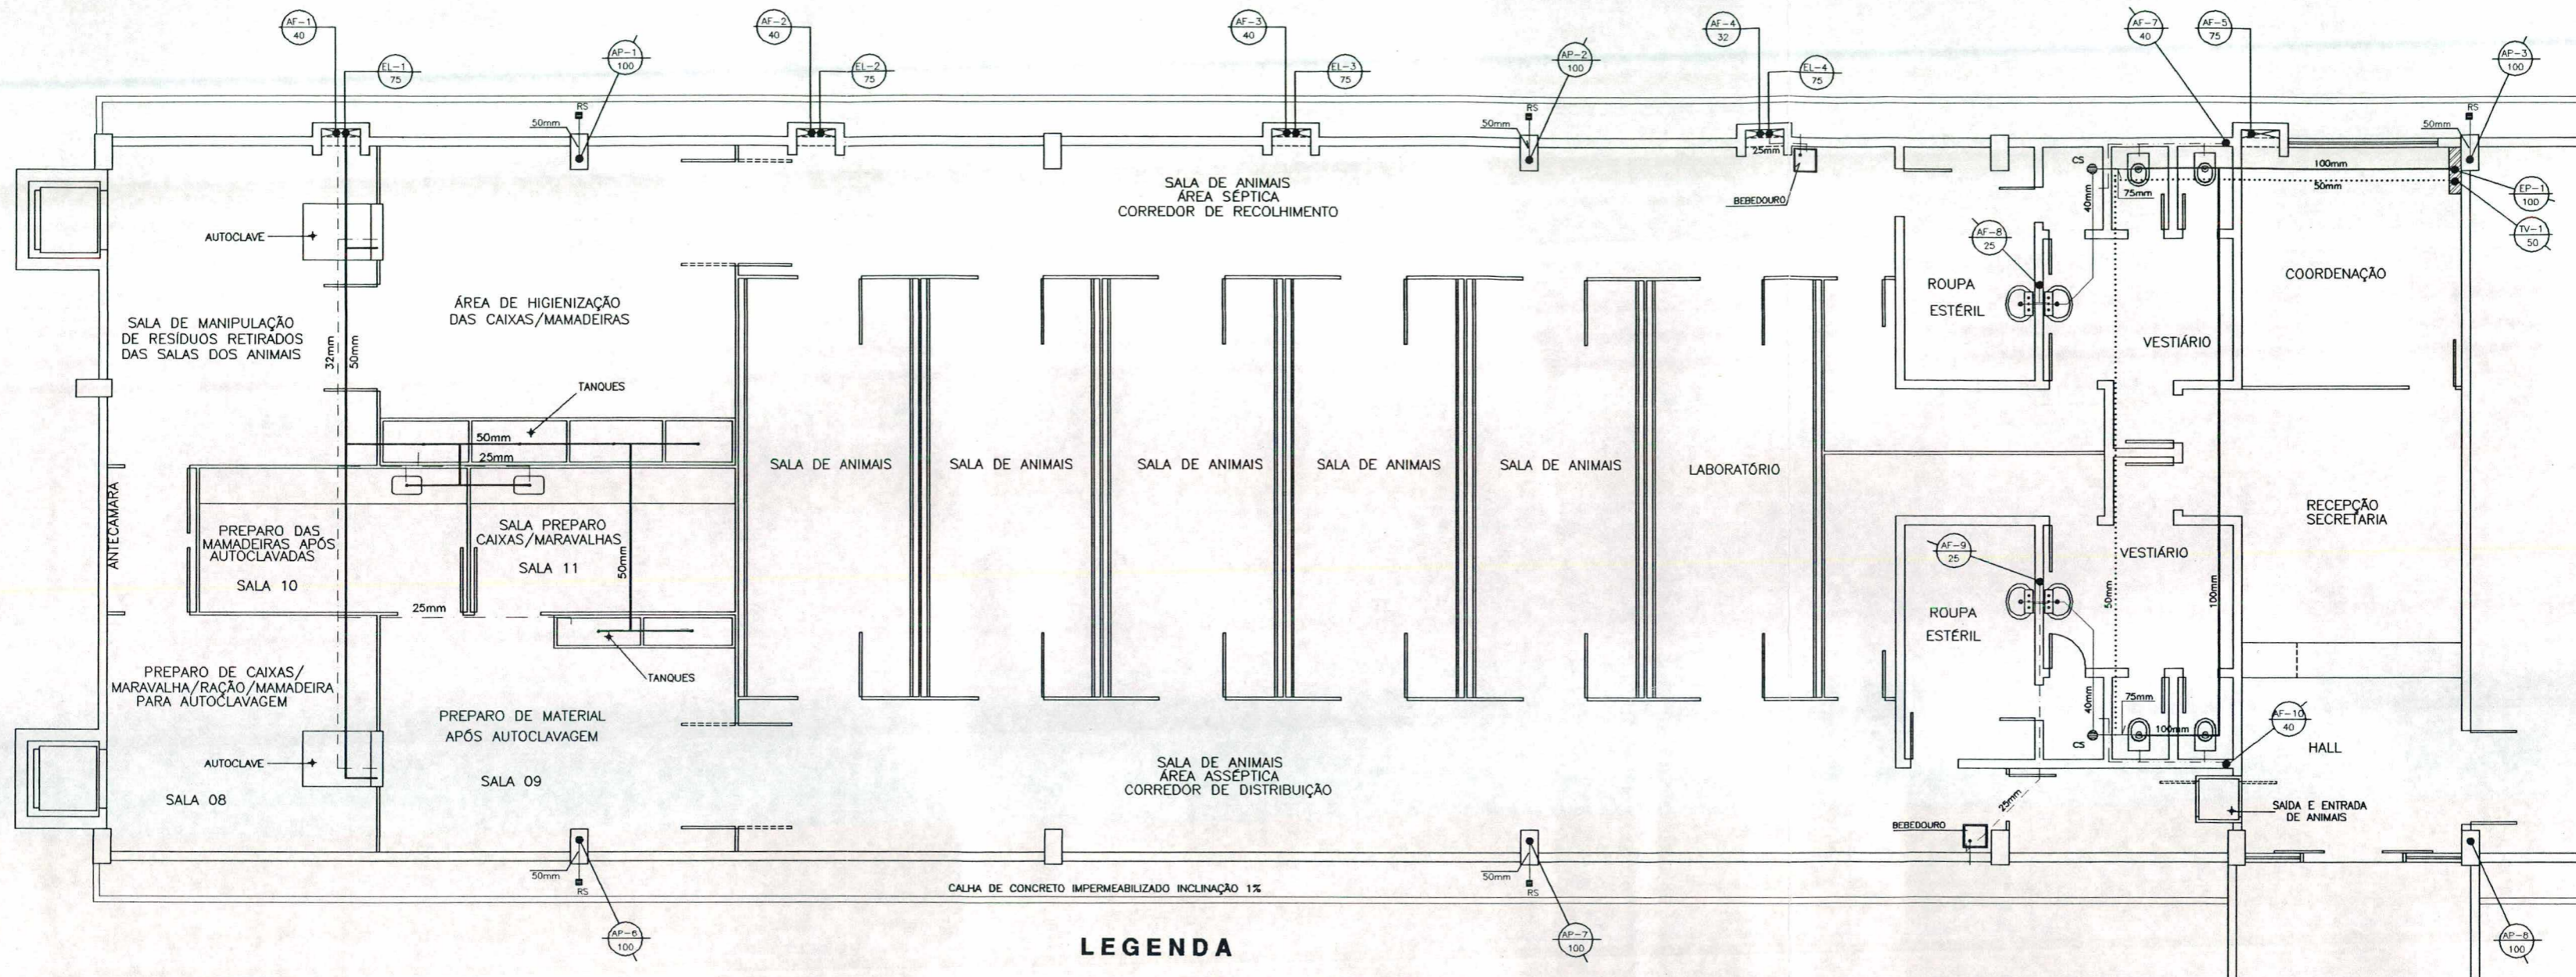 AF-1
40
EL-1
75
AP-1
100
AF-2
40
EL-2
75
AF-3
40
EL-3
75
AP-2
100
AF-4
32
EL-4
75
AF-7
40
AF-5
75
AP-3
100
RS
50mm
RS
50mm
RS
50mm
25mm
BEBEDOURO
CS
40mm
75mm
100mm
50mm
EP-1
100
TV-1
50
SALA DE ANIMAIS
ÁREA SÉPTICA
CORREDOR DE RECOLHIMENTO
AUTOCLAVE
AF-8
25
ROUPA
ESTÉRIL
COORDENAÇÃO
VESTIÁRIO
ÁREA DE HIGIENIZAÇÃO
DAS CAIXAS/MAMADEIRAS
SALA DE MANIPULAÇÃO
DE RESÍDUOS RETIRADOS
DAS SALAS DOS ANIMAIS
32mm
50mm
TANQUES
50mm
25mm
SALA DE ANIMAIS
SALA DE ANIMAIS
SALA DE ANIMAIS
SALA DE ANIMAIS
SALA DE ANIMAIS
LABORATÓRIO
ANTECÂMARA
PREPARO DAS
MAMADEIRAS APÓS
AUTOCLAVADAS
SALA 10
SALA PREPARO
CAIXAS/MARAVALHAS
SALA 11
50mm
25mm
RECEPÇÃO
SECRETARIA
AF-9
25
VESTIÁRIO
50mm
100mm
ROUPA
ESTÉRIL
PREPARO DE CAIXAS/
MARAVALHA/RAÇÃO/MAMADEIRA
PARA AUTOCLAVAGEM
TANQUES
PREPARO DE MATERIAL
APÓS AUTOCLAVAGEM
SALA 09
AUTOCLAVE
SALA 08
SALA DE ANIMAIS
ÁREA ASSÉPTICA
CORREDOR DE DISTRIBUIÇÃO
40mm
75mm
100mm
CS
AF-10
40
HALL
25mm
BEBEDOURO
SAÍDA E ENTRADA
DE ANIMAIS
50mm
RS
50mm
RS
CALHA DE CONCRETO IMPERMEABILIZADO INCLINAÇÃO 1%
AP-6
100
AP-7
100
AP-8
100
LEGENDA